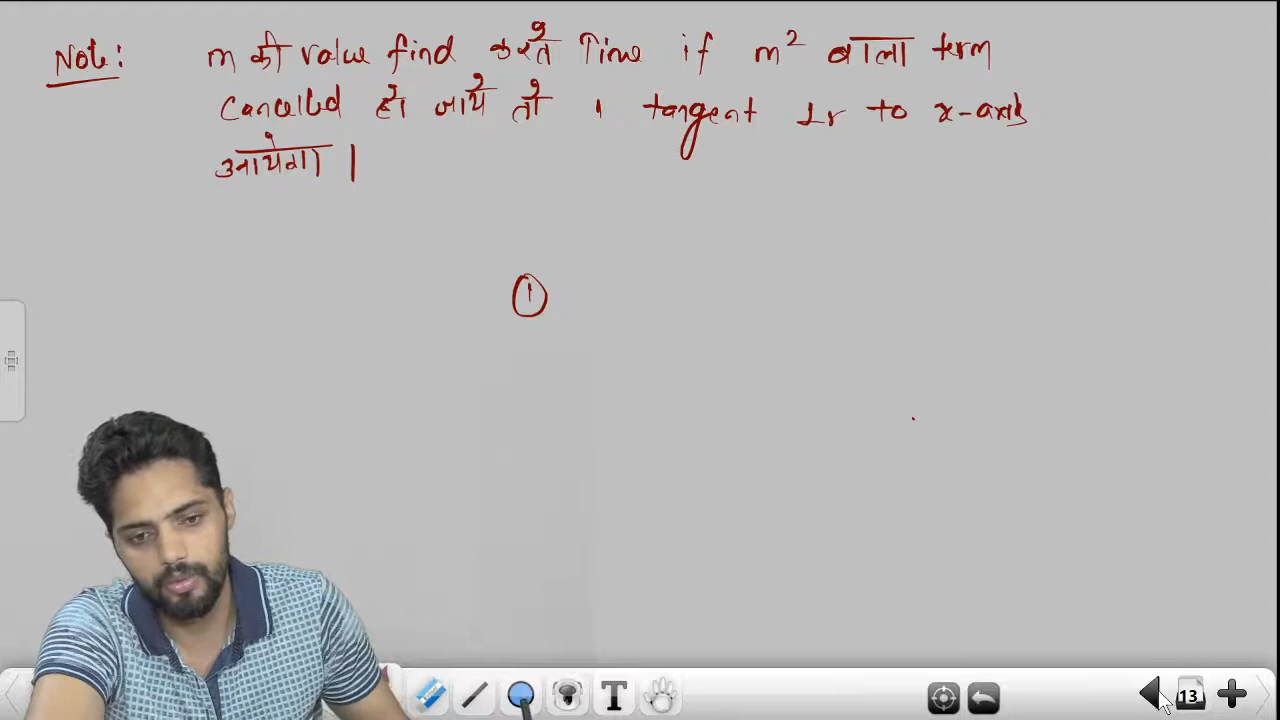 Note: m की value find करते Time if m² वाला term
cancelled हो जाये तो 1 tangent ⊥r to x-axis
आयेगा |
①
T
13